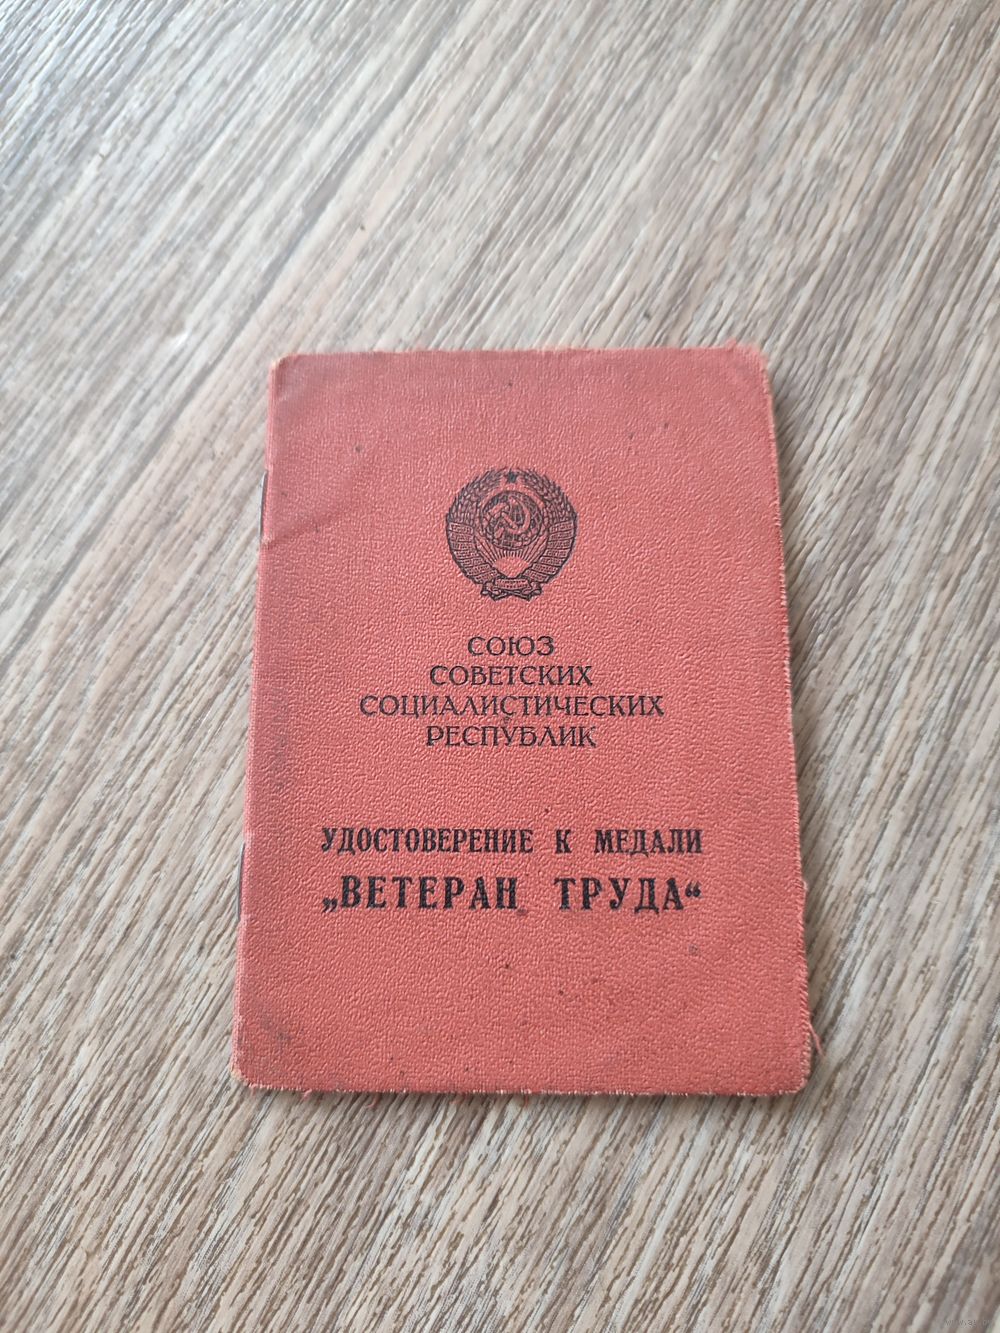 СОЮЗ
СОВЕТСКИХ
СОЦИАЛИСТИЧЕСКИХ
РЕСПУБЛИК
УДОСТОВЕРЕНИЕ К МЕДАЛИ
„ВЕТЕРАН ТРУДА“